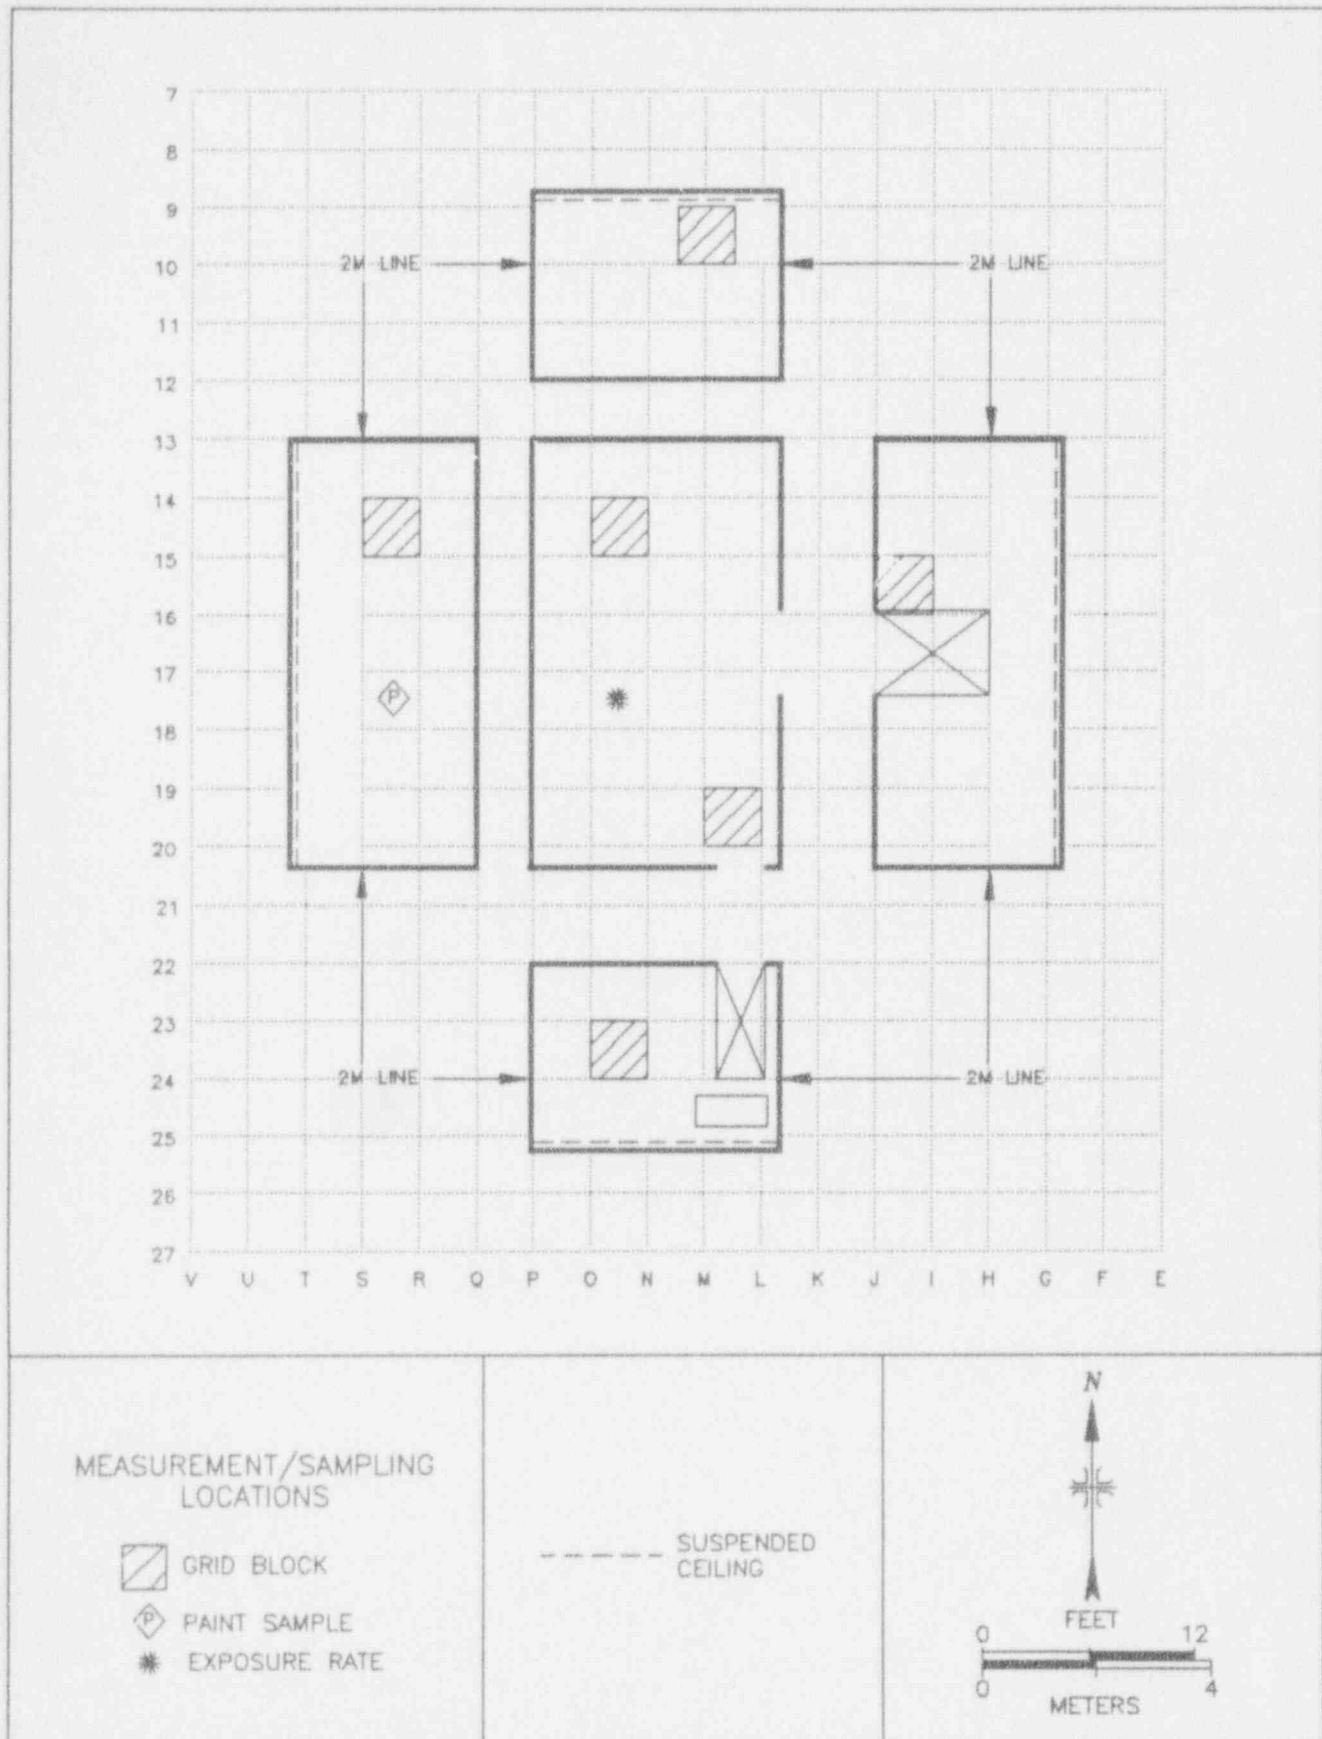 7
8
9
10
11
12
13
14
15
16
17
18
19
20
21
22
23
24
25
26
27
2M LINE
2M LINE
P
2M LINE
2M LINE
V U T S R Q P O N M L K J I H G F E
MEASUREMENT/SAMPLING
LOCATIONS
GRID BLOCK
P PAINT SAMPLE
EXPOSURE RATE
SUSPENDED
CEILING
N
FEET
0 12
0 4
METERS